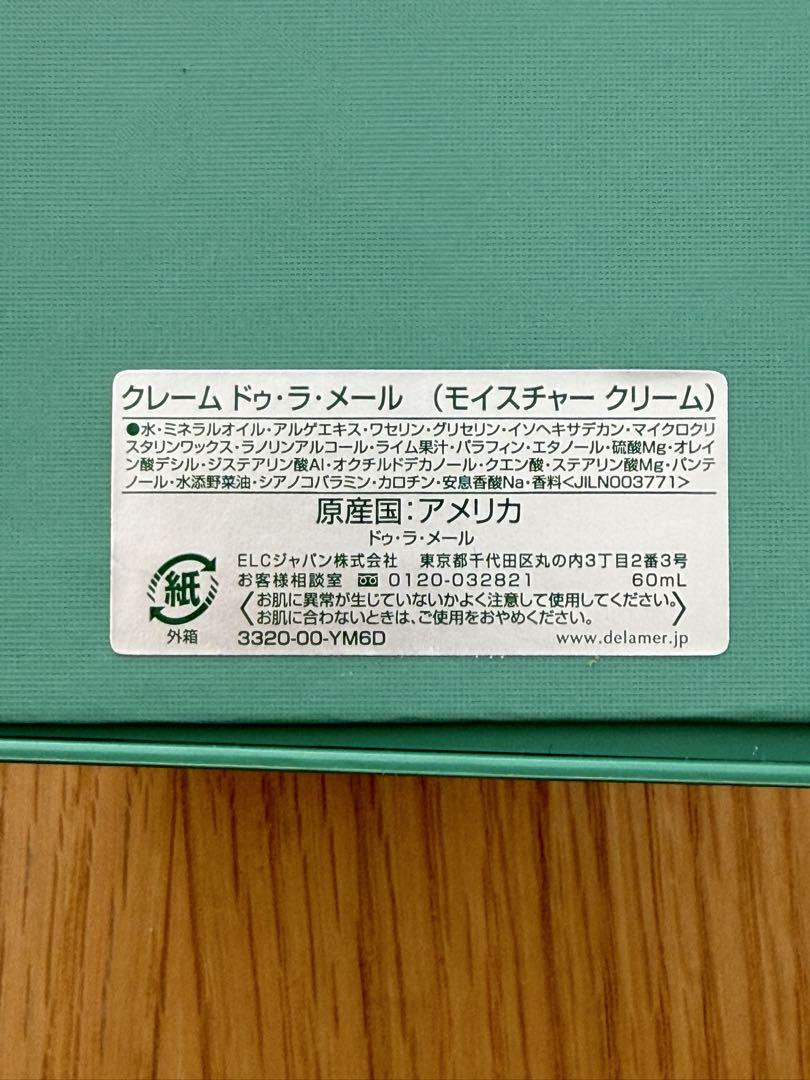 クレーム ドゥ・ラ・メール （モイスチャー クリーム）
●水・ミネラルオイル・アルゲエキス・ワセリン・グリセリン・イソヘキサデカン・マイクロクリ
スタリンワックス・ラノリンアルコール・ライム果汁・パラフィン・エタノール・硫酸Mg・オレイ
ン酸デシル・ジステアリン酸Al・オクチルドデカノール・クエン酸・ステアリン酸Mg・パンテ
ノール・水添野菜油・シアノコバラミン・カロチン・安息香酸Na・香料<JILN003771>
原産国：アメリカ
ドゥ・ラ・メール
ELCジャパン株式会社 東京都千代田区丸の内3丁目2番3号
お客様相談室 0120-032821 60mL
〈お肌に異常が生じていないかよく注意して使用してください。
お肌に合わないときは、ご使用をおやめください。〉
紙
外箱
3320-00-YM6D www.delamer.jp